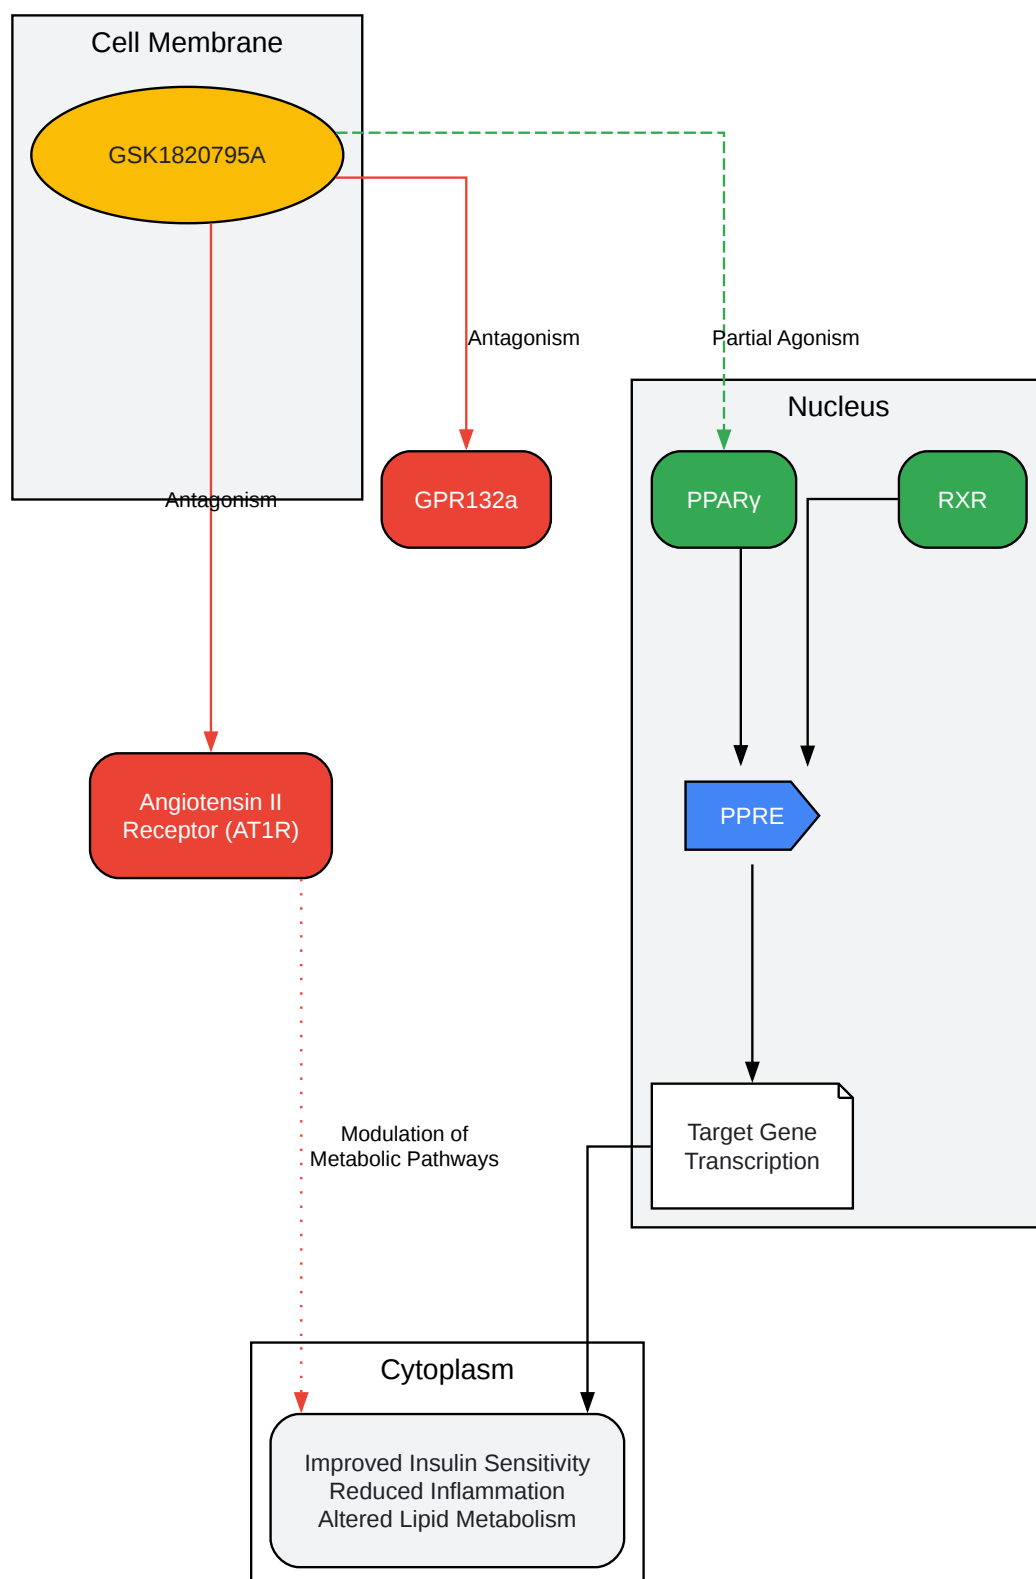 Cell Membrane
GSK1820795A
Antagonism
Partial Agonism
Nucleus
Antagonism
GPR132a
PPARγ
RXR
Angiotensin II
Receptor (AT1R)
PPRE
Modulation of
Metabolic Pathways
Target Gene
Transcription
Cytoplasm
Improved Insulin Sensitivity
Reduced Inflammation
Altered Lipid Metabolism